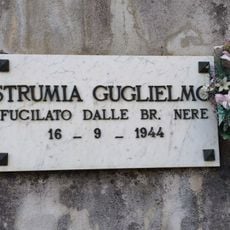 STRUMIA GUGLIELMO
FUCILATO DALLE BR. NERE
16 - 9 - 1944